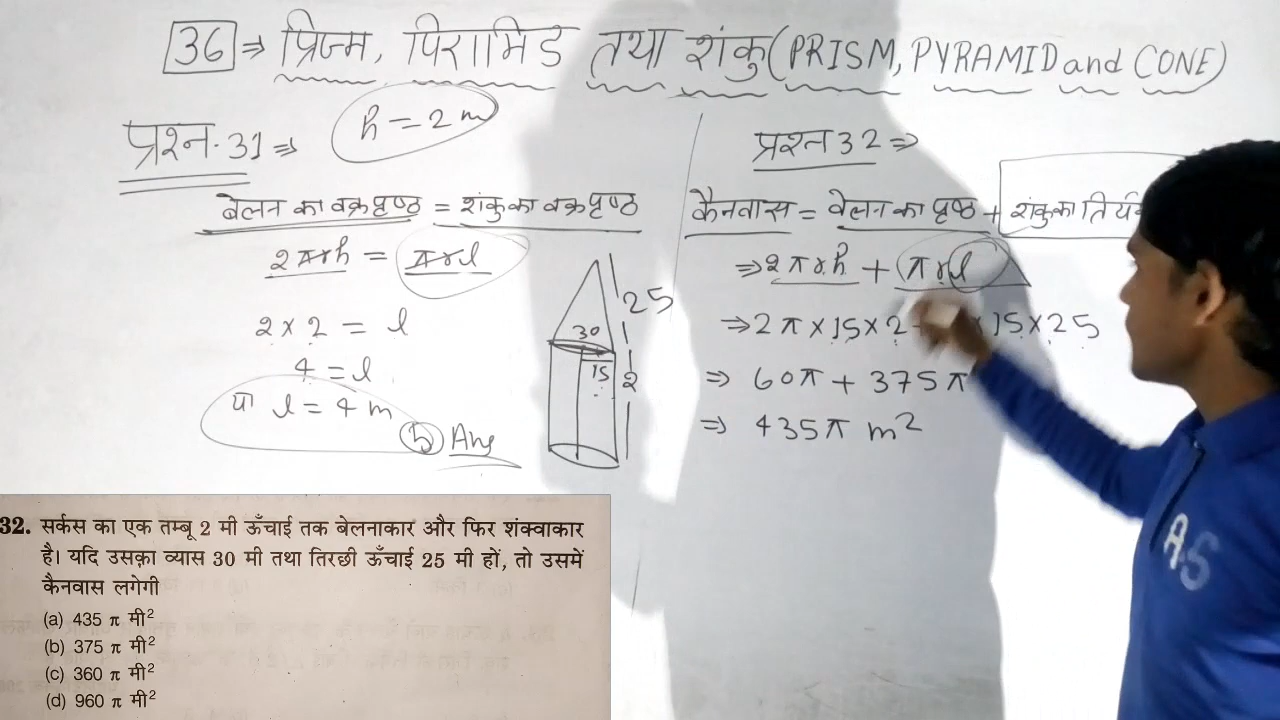 36 ⇒ प्रिज्म, पिरामिड तथा शंकु (PRISM, PYRAMID and CONE)
प्रश्न.31 ⇒
h = 2 m
बेलन का वक्रपृष्ठ = शंकु का वक्रपृष्ठ
2πrh = πrl
2 × 2 = l
4 = l
या l = 4 m
(b) Ans
25
30
15
2
प्रश्न 32 ⇒
कैनवास = बेलन का पृष्ठ + शंकु का
⇒ 2πrh + πrl
⇒ 2π × 15 × 2 × 15 × 25
⇒ 60π + 375π
⇒ 435π m²
A.S
32. सर्कस का एक तम्बू 2 मी ऊँचाई तक बेलनाकार और फिर शंक्वाकार
है। यदि उसका व्यास 30 मी तथा तिरछी ऊँचाई 25 मी हों, तो उसमें
कैनवास लगेगी
(a) 435 π मी²
(b) 375 π मी²
(c) 360 π मी²
(d) 960 π मी²